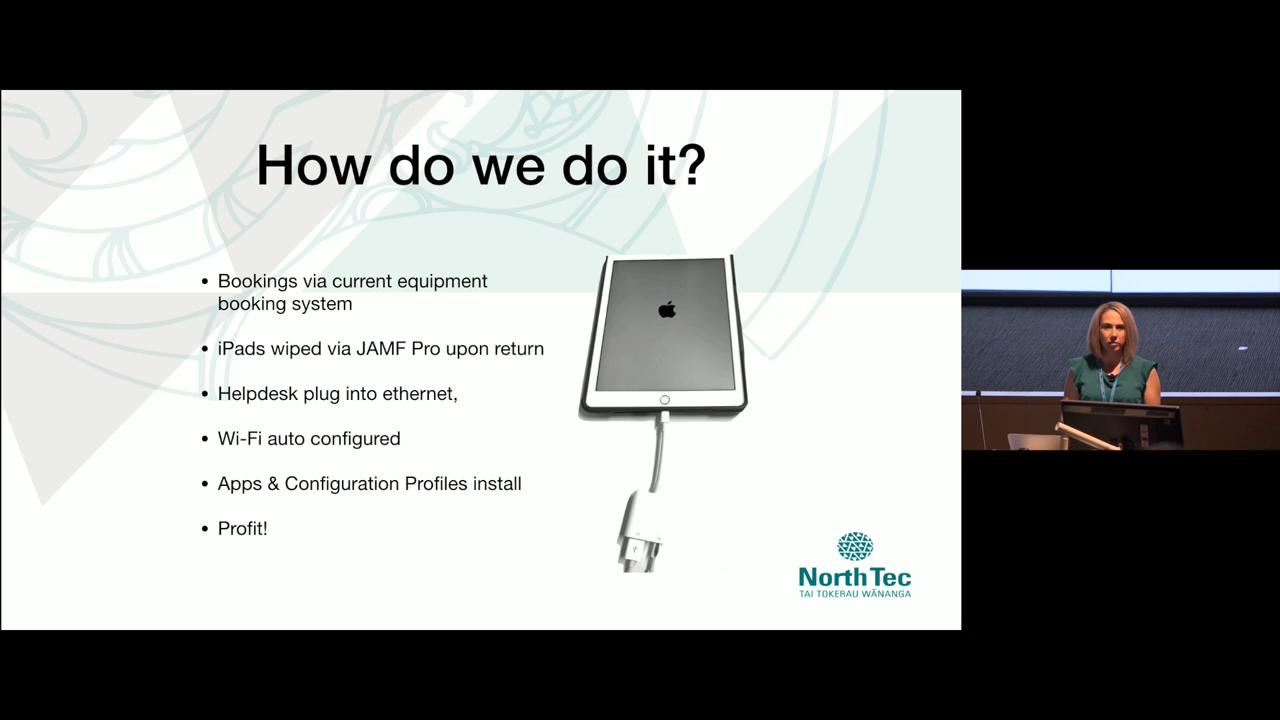 How do we do it?
• Bookings via current equipment
booking system
• iPads wiped via JAMF Pro upon return
• Helpdesk plug into ethernet,
• Wi-Fi auto configured
• Apps & Configuration Profiles install
• Profit!
NorthTec
TAI TOKERAU WĀNANGA